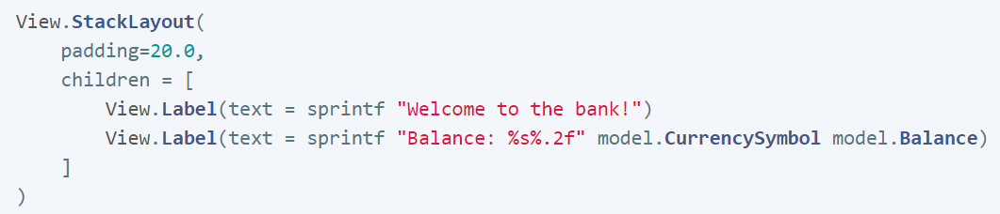 View.StackLayout(
    padding=20.0,
    children = [
        View.Label(text = sprintf "Welcome to the bank!")
        View.Label(text = sprintf "Balance: %s%.2f" model.CurrencySymbol model.Balance)
    ]
)